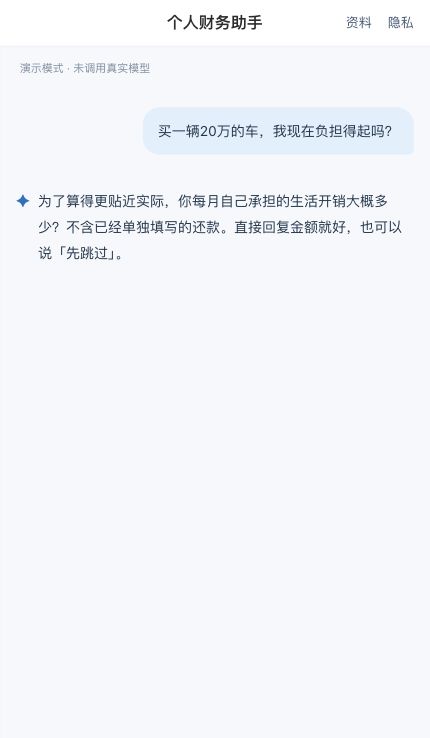 个人财务助手
资料 隐私
演示模式 · 未调用真实模型
买一辆20万的车，我现在负担得起吗？
为了算得更贴近实际，你每月自己承担的生活开销大概多
少？不含已经单独填写的还款。直接回复金额就好，也可以
说「先跳过」。